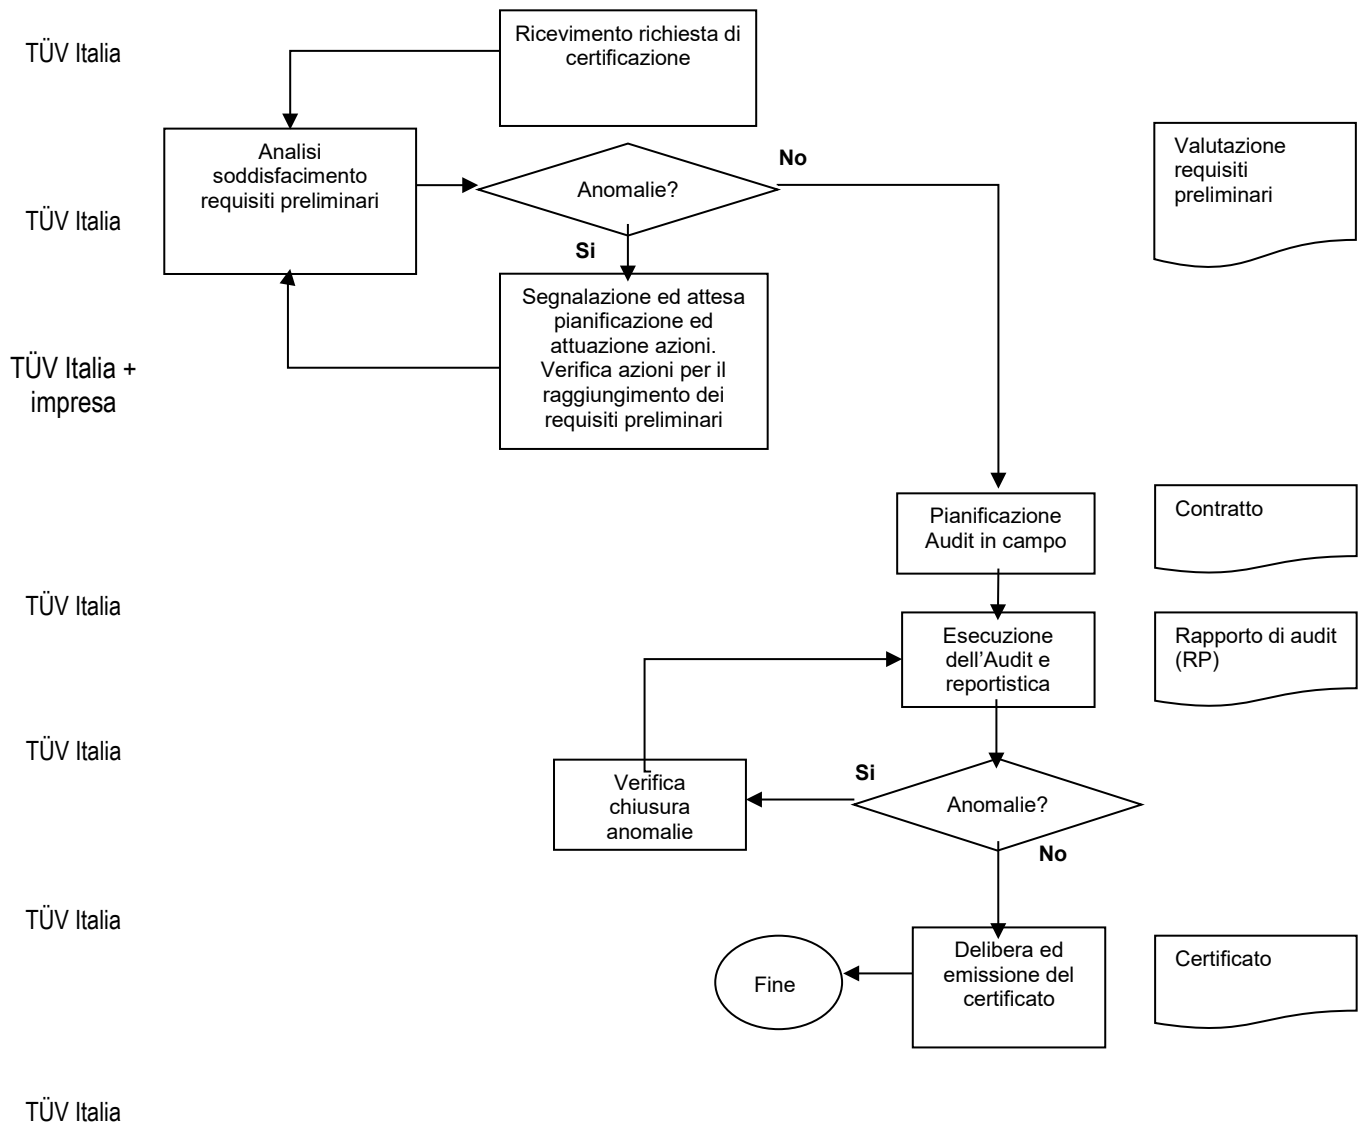 TÜV Italia
Ricevimento richiesta di
certificazione
Analisi
soddisfacimento
requisiti preliminari
Anomalie?
No
Valutazione
requisiti
preliminari
TÜV Italia
Si
Segnalazione ed attesa
pianificazione ed
attuazione azioni.
Verifica azioni per il
raggiungimento dei
requisiti preliminari
TÜV Italia +
impresa
Pianificazione
Audit in campo
Contratto
TÜV Italia
Esecuzione
dell’Audit e
reportistica
Rapporto di audit
(RP)
TÜV Italia
Verifica
chiusura
anomalie
Si
Anomalie?
No
TÜV Italia
Fine
Delibera ed
emissione del
certificato
Certificato
TÜV Italia